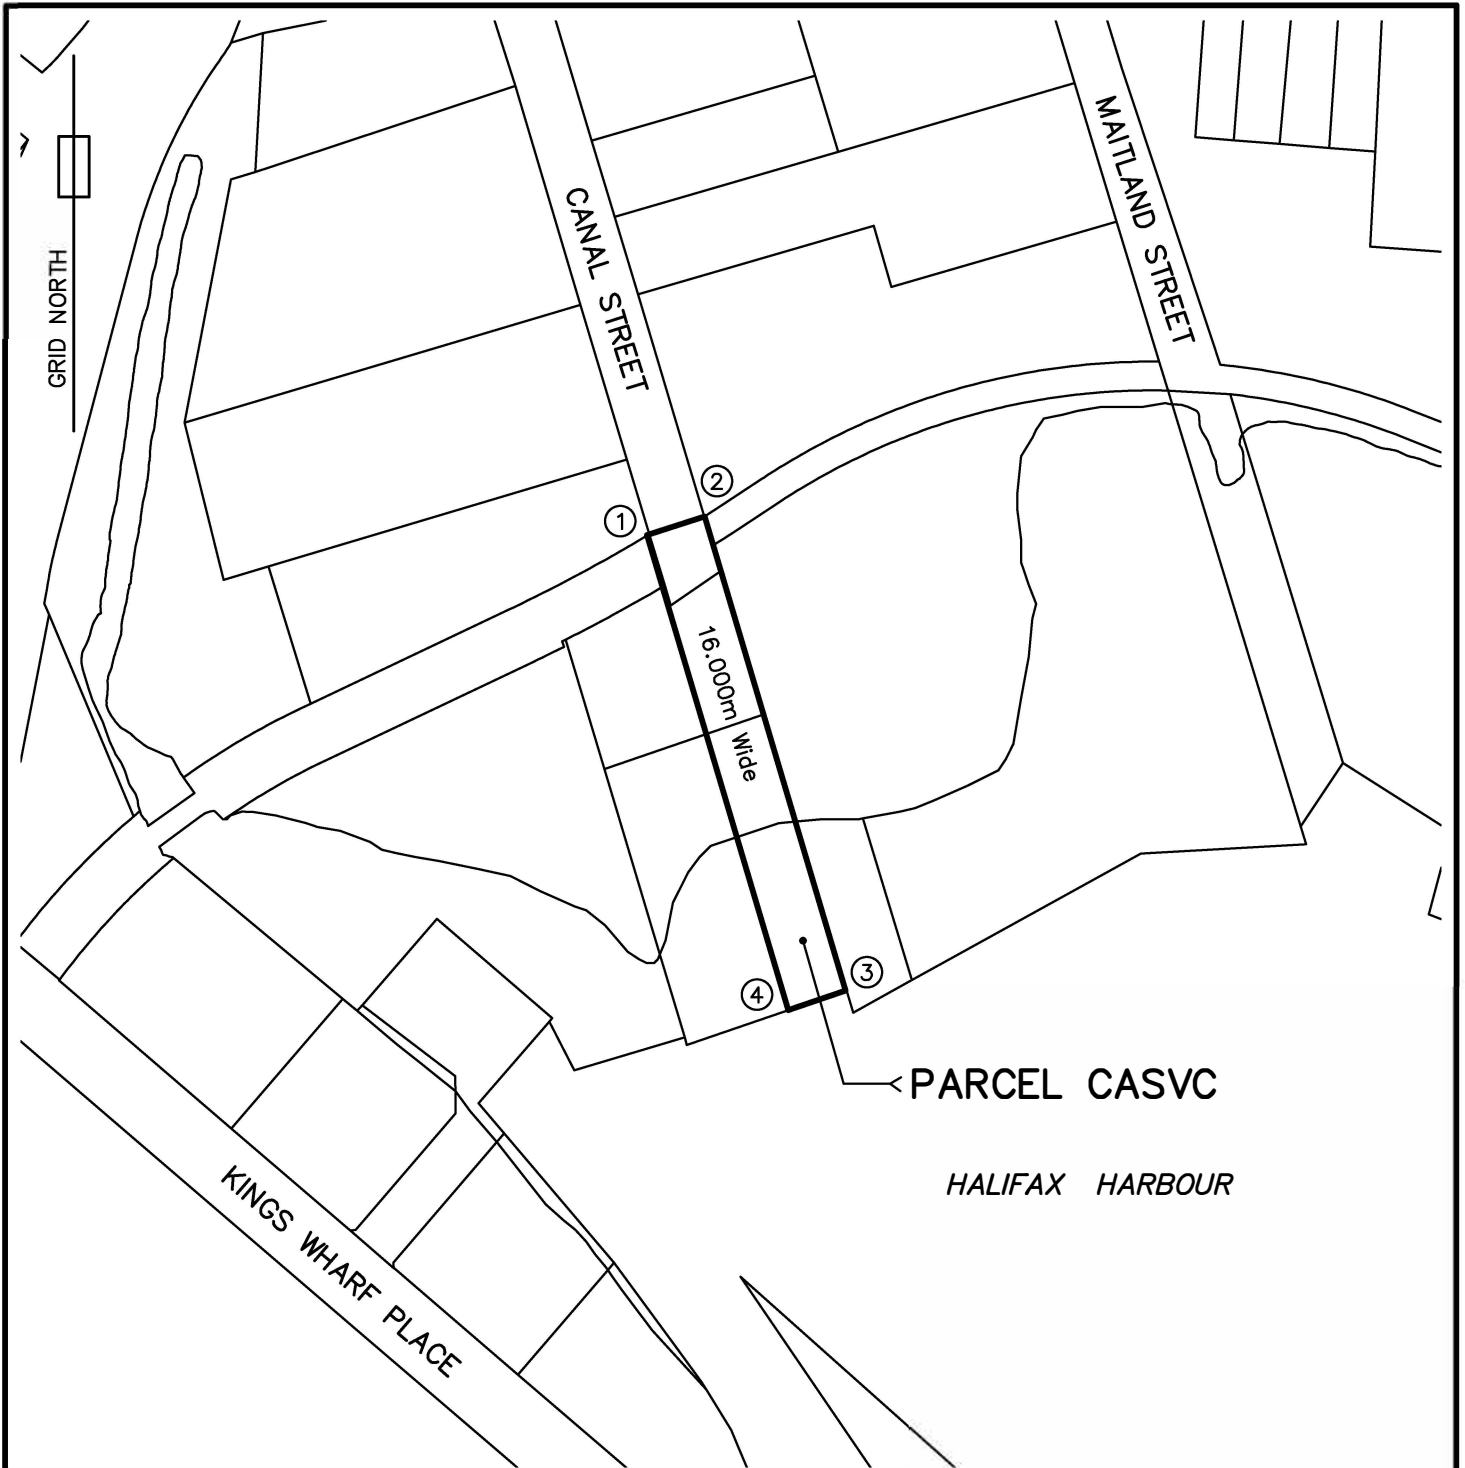 GRID NORTH
CANAL STREET
MAITLAND STREET
2
1
16.000m Wide
3
4
PARCEL CASVC
HALIFAX HARBOUR
KINGS WHARF PLACE